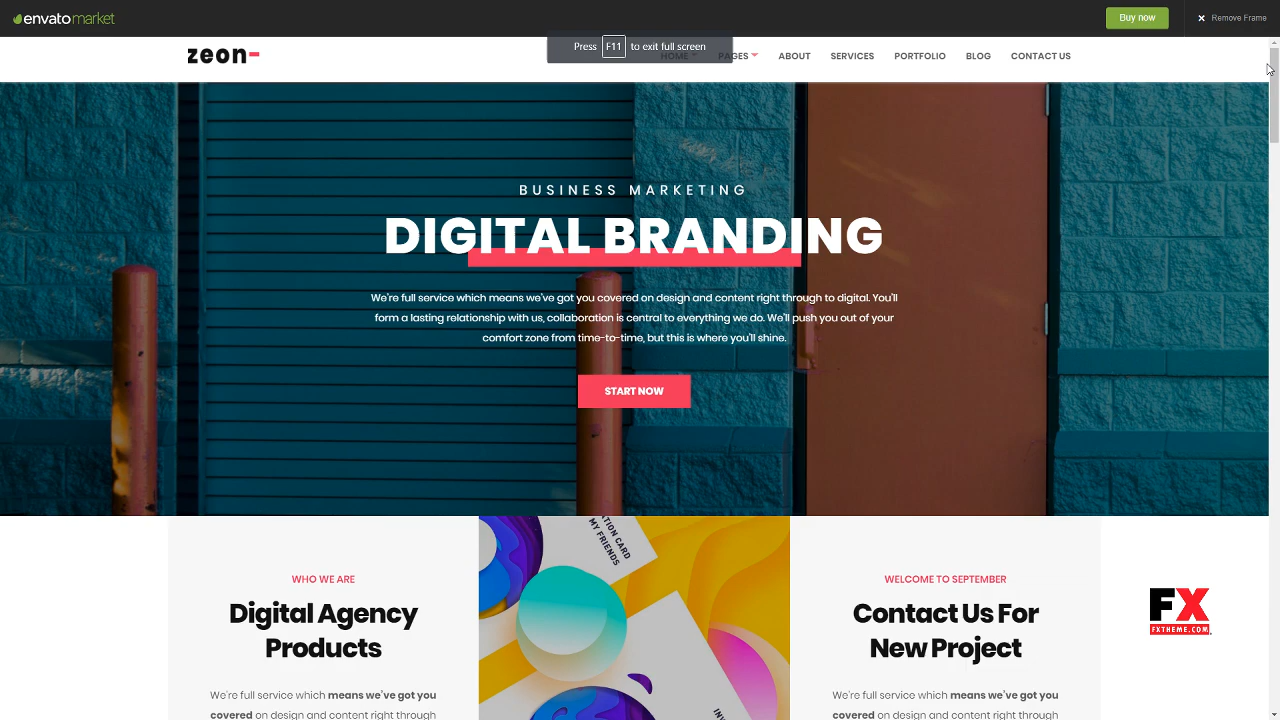 envato market
Buy now
Remove Frame
zeon
Press F11 to exit full screen
HOME
PAGES
ABOUT
SERVICES
PORTFOLIO
BLOG
CONTACT US
BUSINESS MARKETING
DIGITAL BRANDING
We're full service which means we've got you covered on design and content right through to digital. You'll
form a lasting relationship with us, collaboration is central to everything we do. We'll push you out of your
comfort zone from time-to-time, but this is where you'll shine.
START NOW
WHO WE ARE
Digital Agency
Products
We're full service which means we've got you
covered on design and content right through
ATION CARD
MY FRIENDS
WELCOME TO SEPTEMBER
Contact Us For
New Project
We're full service which means we've got you
covered on design and content right through
FX
FXTHEME.COM